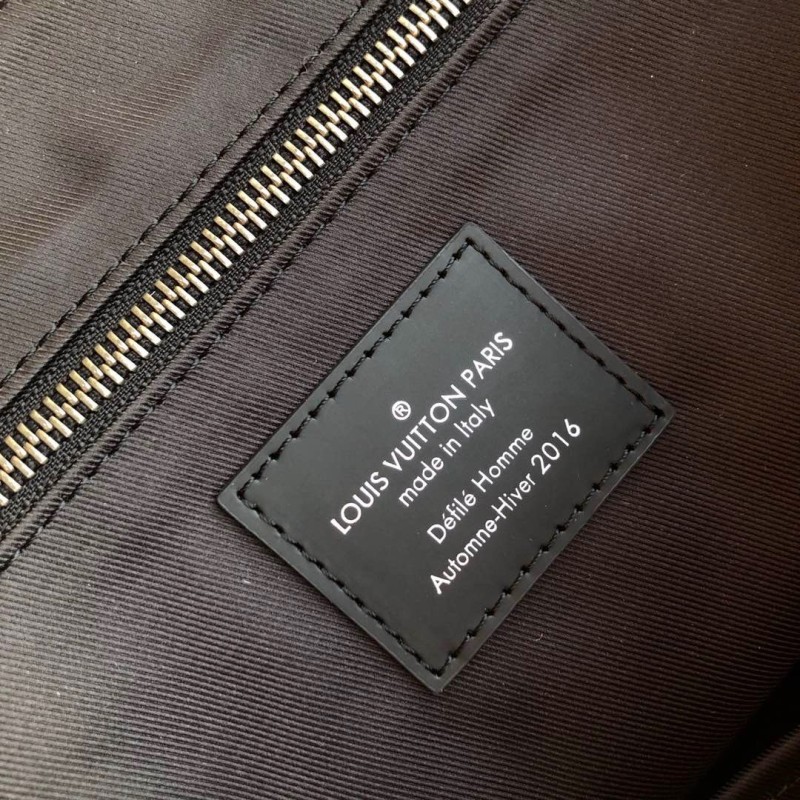 ®
LOUIS VUITTON PARIS
made in Italy
Défilé Homme
Automne-Hiver 2016